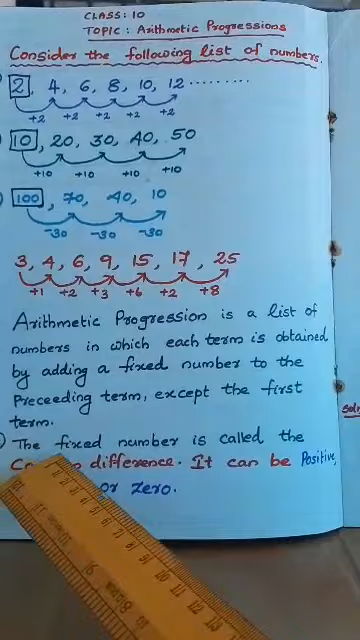 CLASS: 10
TOPIC: Arithmetic Progressions
Consider the following list of numbers.
2, 4, 6, 8, 10, 12 .........
+2 +2 +2 +2 +2
10, 20, 30, 40, 50
+10 +10 +10 +10
100, 70, 40, 10
-30 -30 -30
3, 4, 6, 9, 15, 17, 25
+1 +2 +3 +6 +2 +8
Arithmetic Progression is a list of
numbers in which each term is obtained
by adding a fixed number to the
Preceeding term, except the first
term.
The fixed number is called the
difference. It can be Positive,
or zero.
Soln